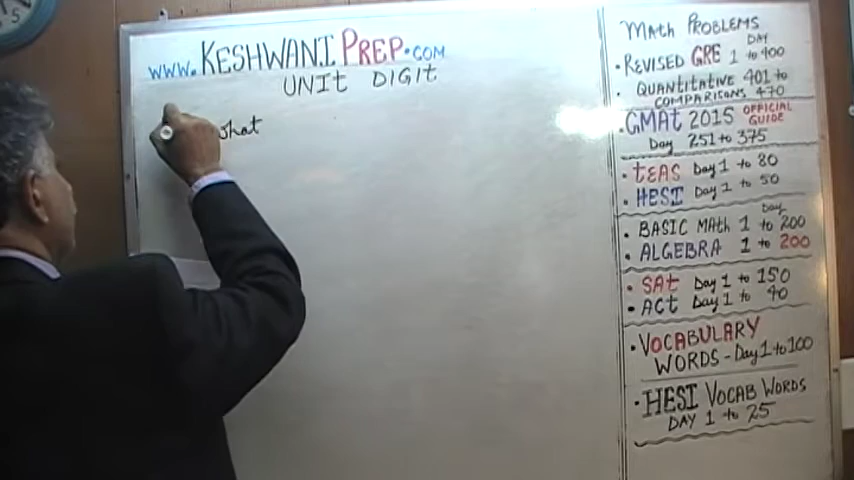 WWW.KESHWANI PREP.COM
UNIT DIGIT
what
MATH PROBLEMS
DAY
• REVISED GRE 1 to 400
• QUANTITATIVE 401 to
COMPARISONS 470
• GMAT 2015 OFFICIAL GUIDE
Day 251 to 375
• TEAS Day 1 to 80
• HESI Day 1 to 50
Day
• BASIC MATH 1 to 200
• ALGEBRA 1 to 200
• SAT Day 1 to 150
• ACT Day 1 to 40
• VOCABULARY
WORDS - Day 1 to 100
• HESI VOCAB WORDS
DAY 1 to 25